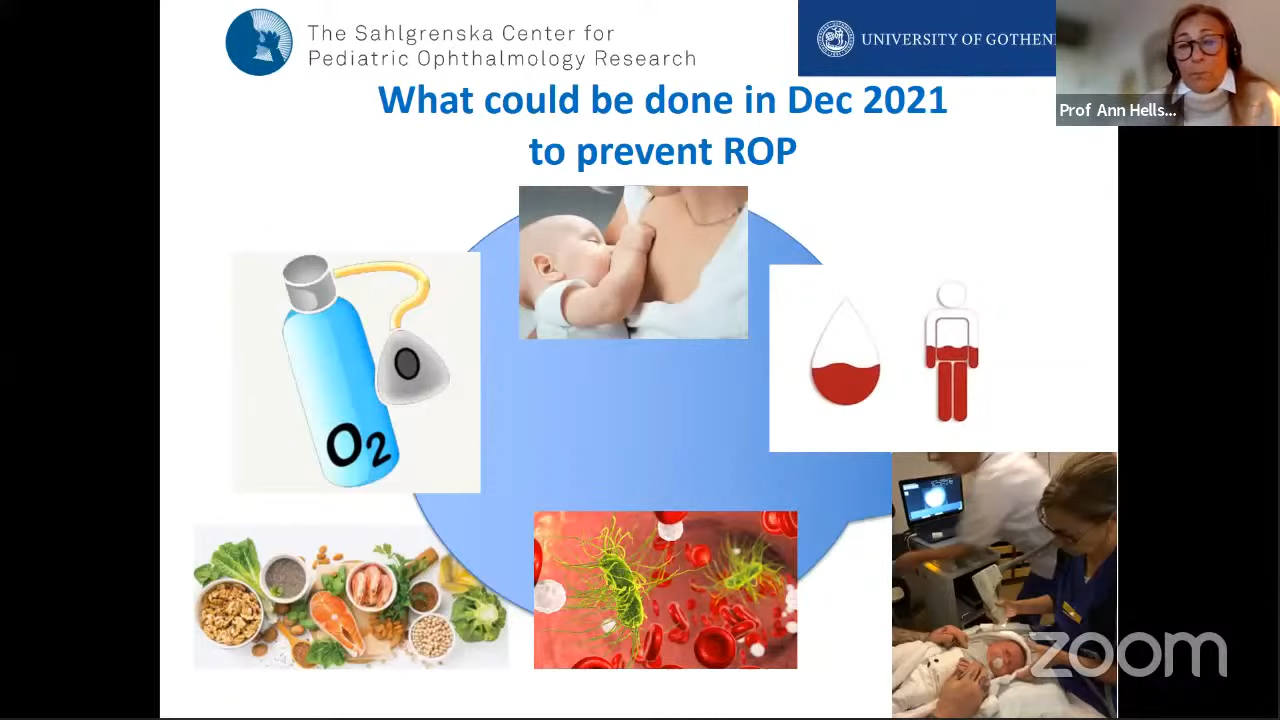 The Sahlgrenska Center for
Pediatric Ophthalmology Research
UNIVERSITY OF GOTHEN
Prof Ann Hells...
What could be done in Dec 2021
to prevent ROP
O2
zoom